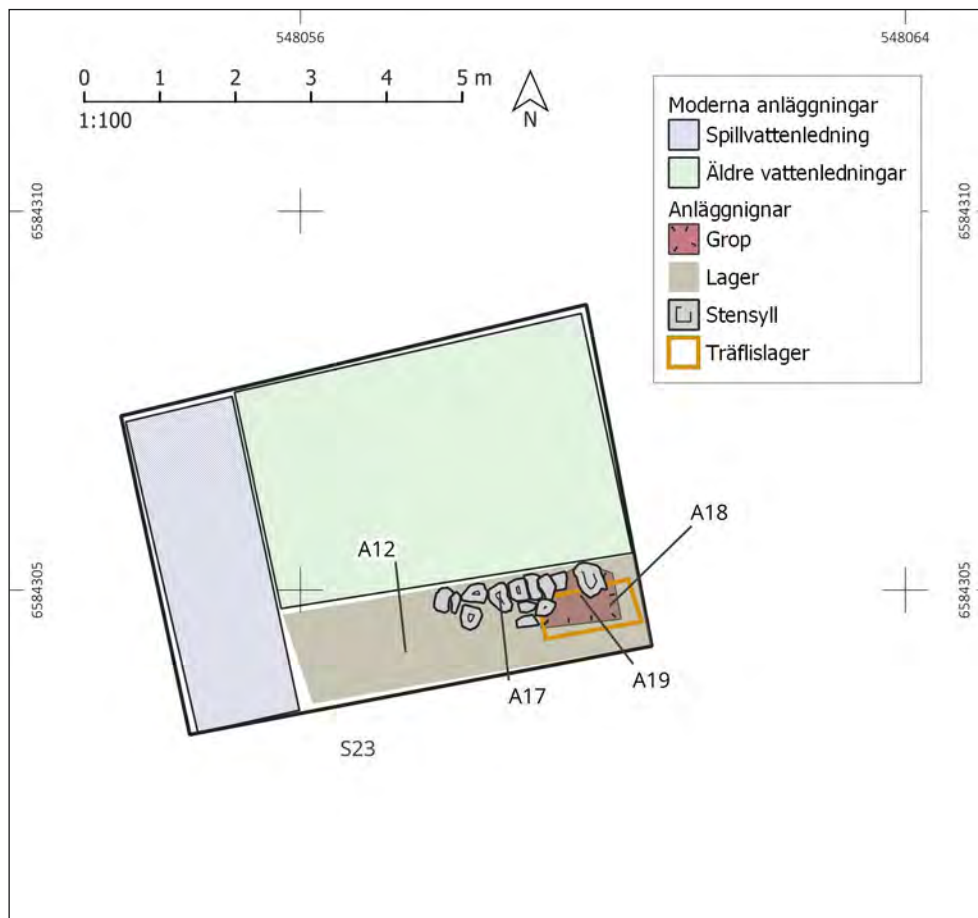 548056
548064
0 1 2 3 4 5 m
1:100
N
Moderna anläggningar
Spillvattenledning
Äldre vattenledningar
Anläggnignar
Grop
Lager
Stensyll
Träflislager
6584310
6584310
A18
A12
6584305
6584305
A19
A17
S23